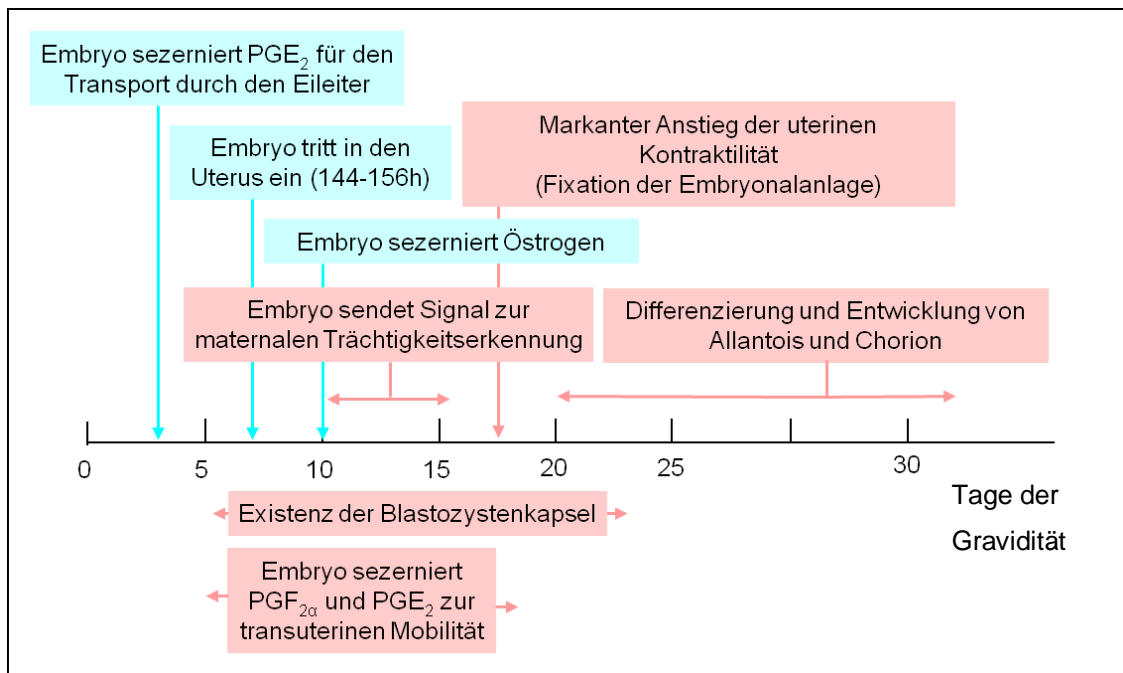 Embryo sezerniert PGE₂ für den
Transport durch den Eileiter
Embryo tritt in den
Uterus ein (144-156h)
Markanter Anstieg der uterinen
Kontraktilität
(Fixation der Embryonalanlage)
Embryo sezerniert Östrogen
Embryo sendet Signal zur
maternalen Trächtigkeitserkennung
Differenzierung und Entwicklung von
Allantois und Chorion
0 5 10 15 20 25 30
Tage der
Gravidität
Existenz der Blastozystenkapsel
Embryo sezerniert
PGF₂α und PGE₂ zur
transuterinen Mobilität